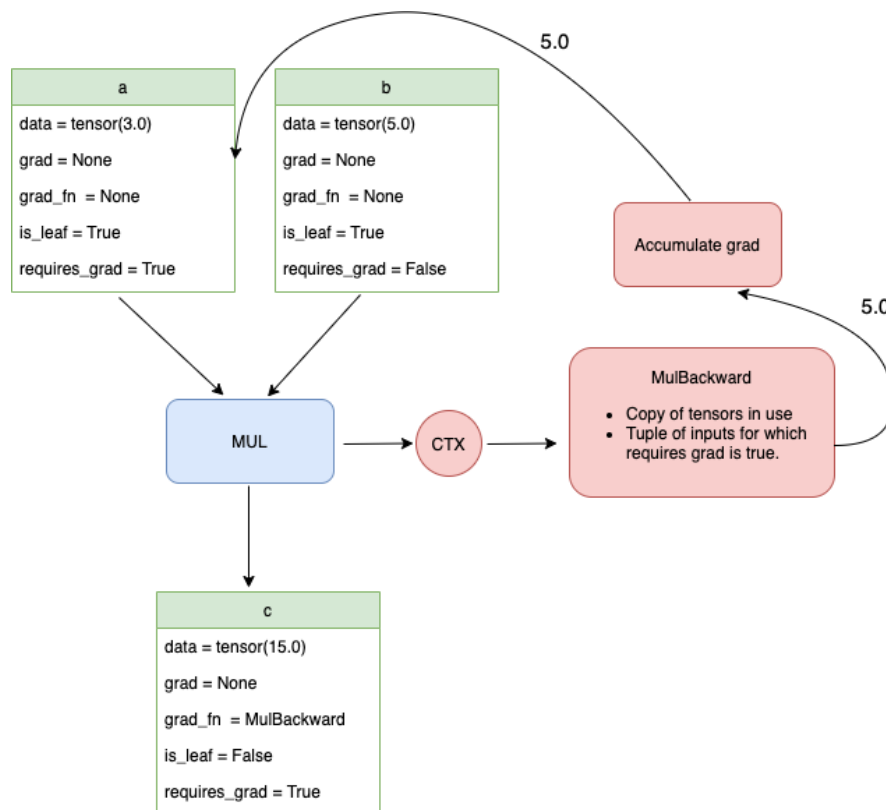 5.0
a
data = tensor(3.0)
grad = None
grad_fn  = None
is_leaf = True
requires_grad = True
b
data = tensor(5.0)
grad = None
grad_fn  = None
is_leaf = True
requires_grad = False
Accumulate grad
5.0
MUL
CTX
MulBackward
• Copy of tensors in use
• Tuple of inputs for which
requires grad is true.
c
data = tensor(15.0)
grad = None
grad_fn  = MulBackward
is_leaf = False
requires_grad = True